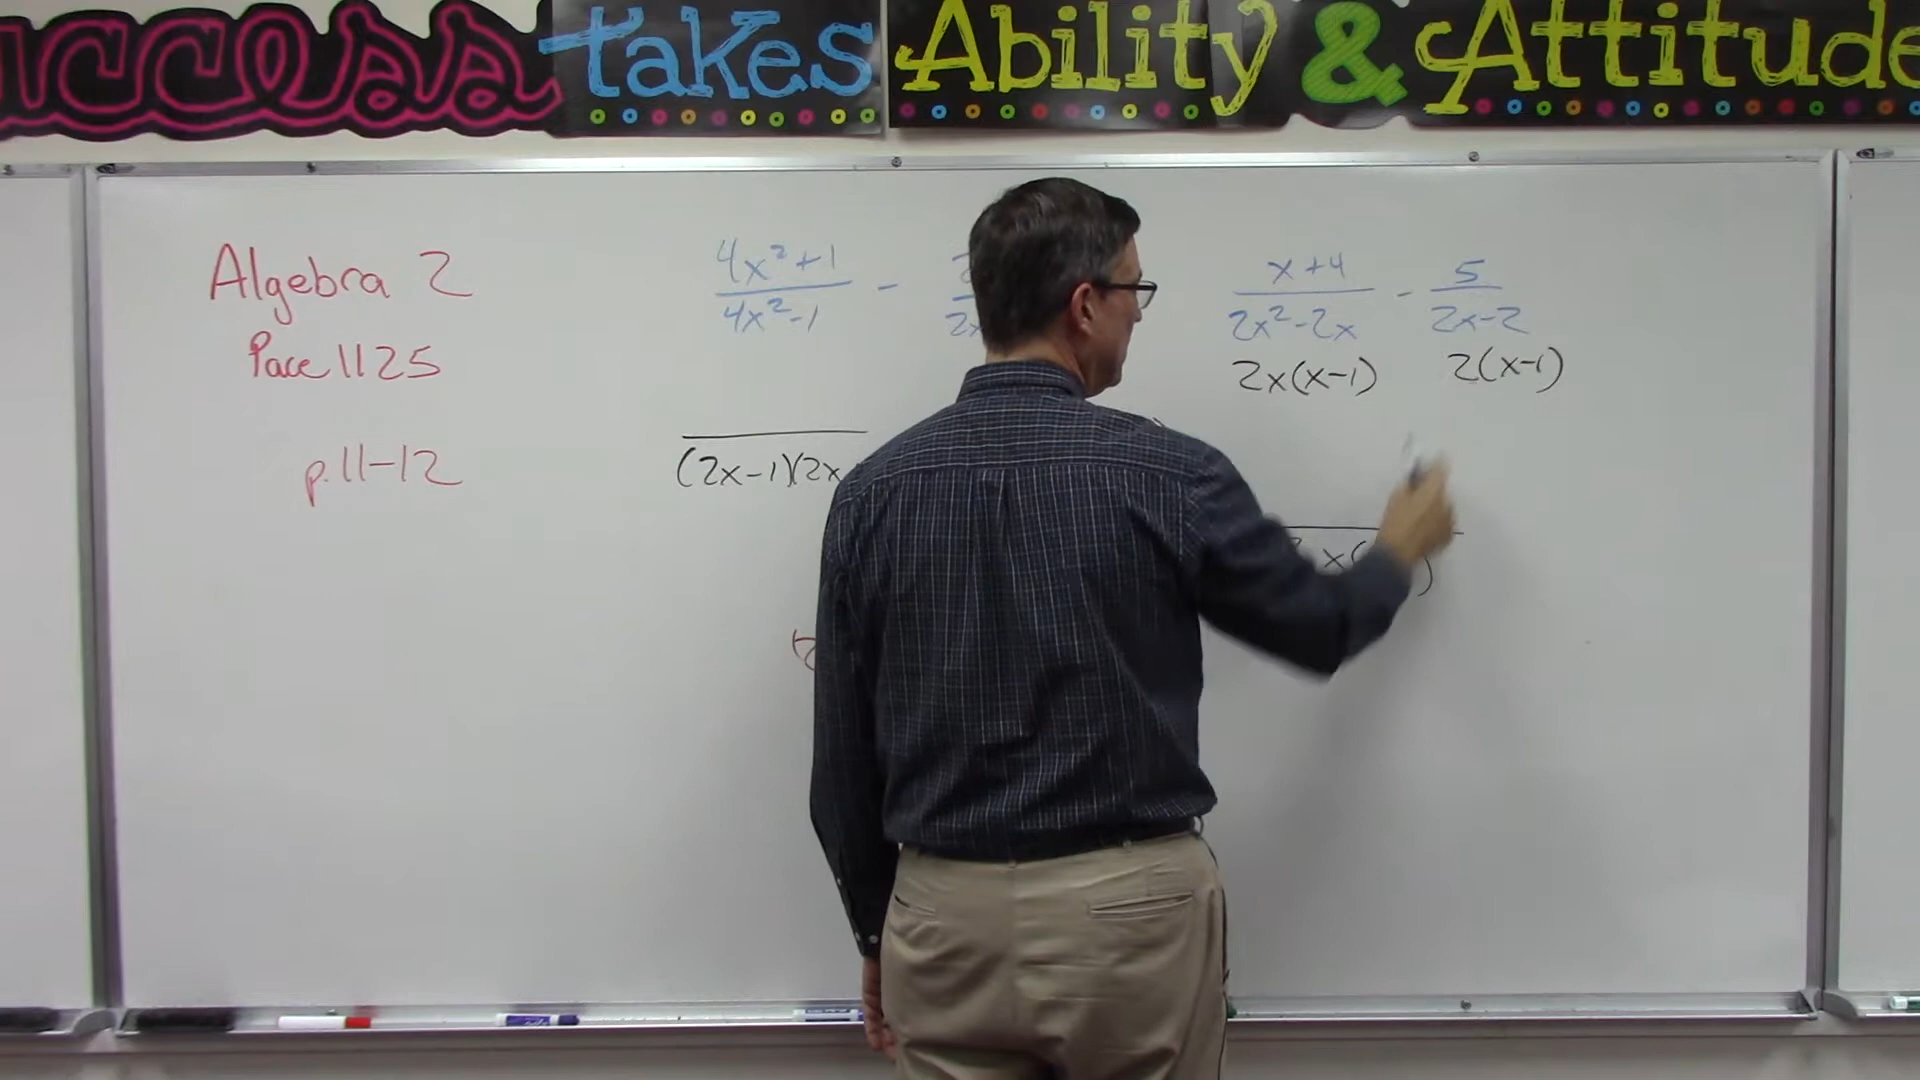 takes Ability & Attitude
Algebra 2
Pace 1125
p.11-12
4x²+1
4x²-1
-
(2x-1)(2x
x+4
2x²-2x
-
5
2x-2
2x(x-1)
2(x-1)
x(
)